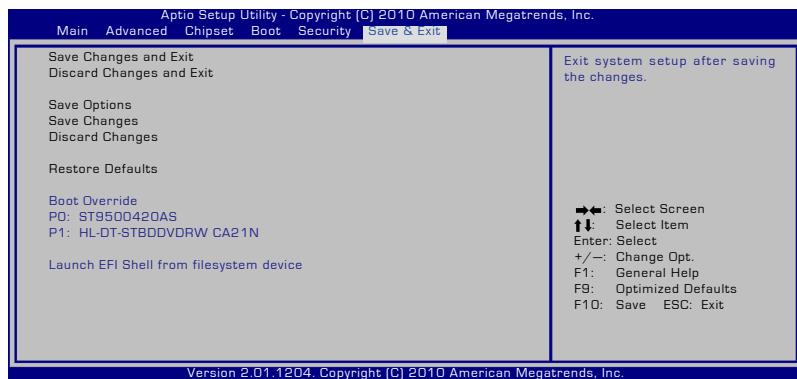 Aptio Setup Utility - Copyright (C) 2010 American Megatrends, Inc.
Main Advanced Chipset Boot Security Save & Exit
Save Changes and Exit
Discard Changes and Exit
Save Options
Save Changes
Discard Changes
Restore Defaults
Boot Override
P0: ST9500420AS
P1: HL-DT-STBDDVDRW CA21N
Launch EFI Shell from filesystem device
Exit system setup after saving
the changes.
→←: Select Screen
↑↓: Select Item
Enter: Select
+/—: Change Opt.
F1: General Help
F9: Optimized Defaults
F10: Save ESC: Exit
Version 2.01.1204. Copyright (C) 2010 American Megatrends, Inc.